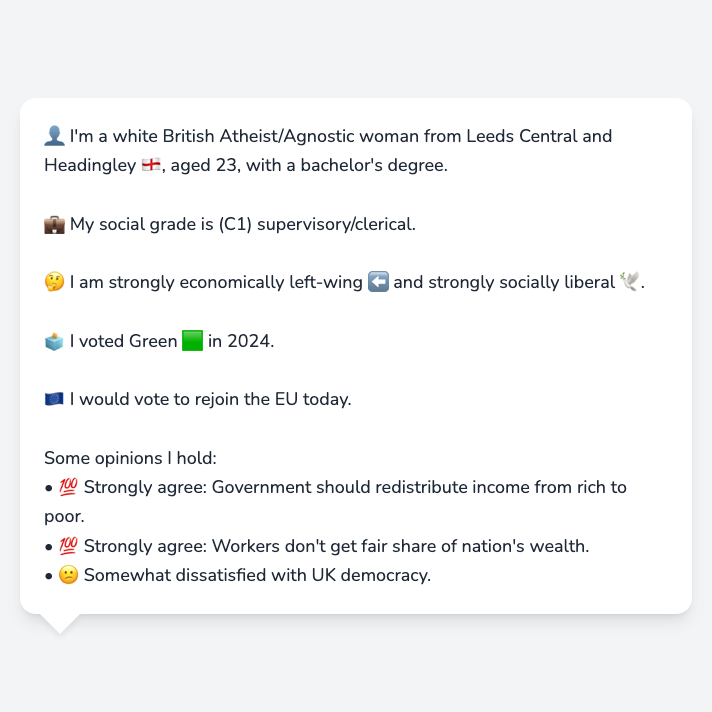 👤 I'm a white British Atheist/Agnostic woman from Leeds Central and
Headingley 🏴󠁧󠁢󠁥󠁮󠁧󠁿, aged 23, with a bachelor's degree.
💼 My social grade is (C1) supervisory/clerical.
🤔 I am strongly economically left-wing ⬅️ and strongly socially liberal 🕊️.
🗳️ I voted Green 🟩 in 2024.
🇪🇺 I would vote to rejoin the EU today.
Some opinions I hold:
• 💯 Strongly agree: Government should redistribute income from rich to
poor.
• 💯 Strongly agree: Workers don't get fair share of nation's wealth.
• 😕 Somewhat dissatisfied with UK democracy.